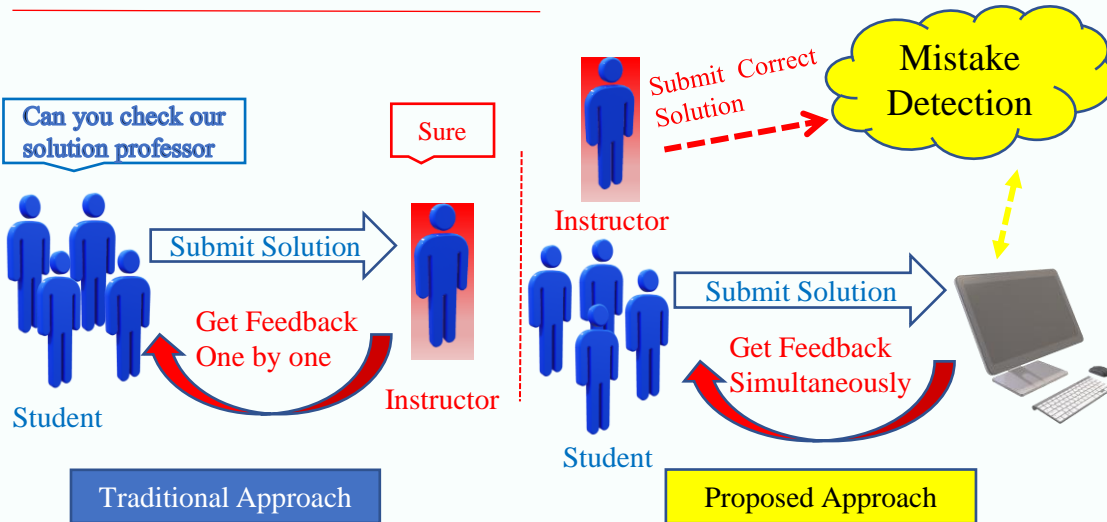 Can you check our
solution professor
Sure
Submit Solution
Get Feedback
One by one
Student
Instructor
Traditional Approach
Submit Correct
Solution
Mistake
Detection
Instructor
Submit Solution
Get Feedback
Simultaneously
Student
Proposed Approach